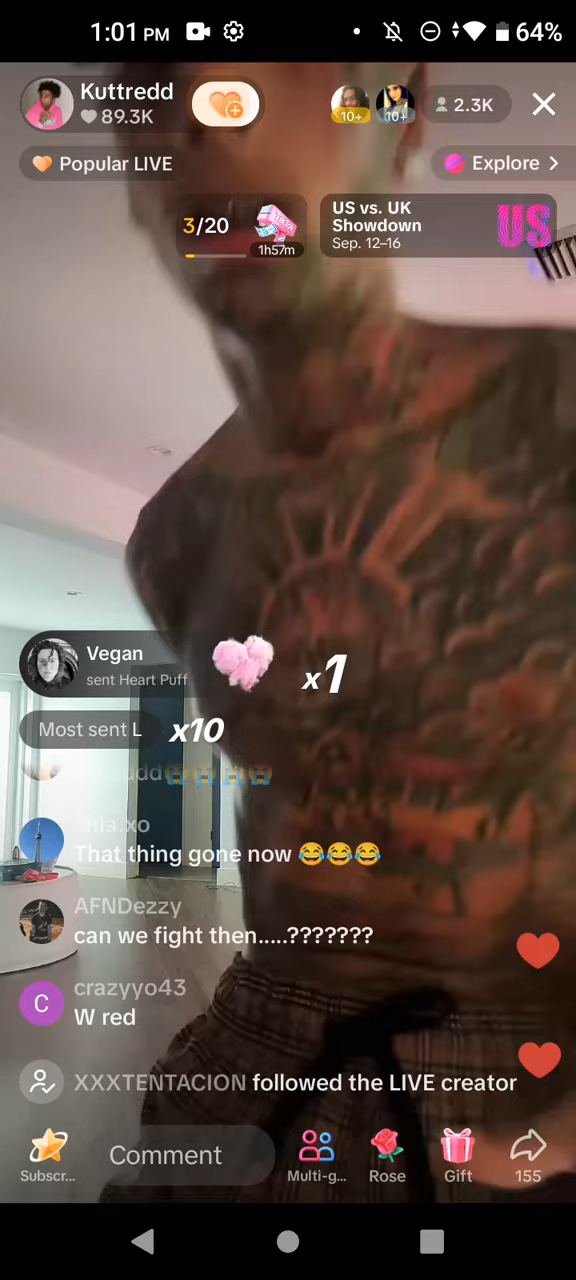 1:01 PM
64%
Kuttredd
89.3K
10+
10+
2.3K
Popular LIVE
Explore >
3/20
1h57m
US vs. UK
Showdown
Sep. 12–16
US
Vegan
sent Heart Puff
x1
Most sent L
x10
😭😭😭😭
That thing gone now 😂😂😂
AFNDezzy
can we fight then.....???????
C
crazyyo43
W red
XXXTENTACION followed the LIVE creator
Subscr...
Comment
Multi-g...
Rose
Gift
155